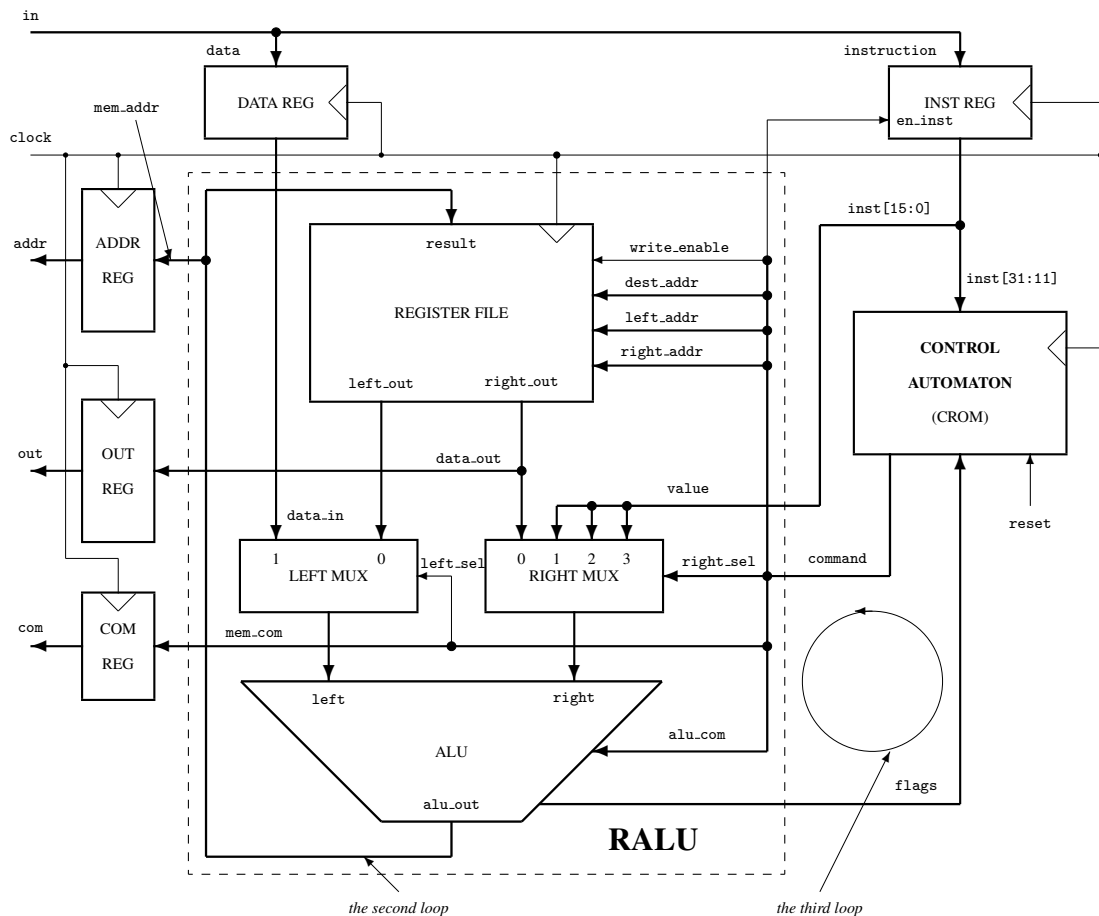 in
data
instruction
DATA REG
INST REG
mem_addr
en_inst
clock
inst[15:0]
result
write_enable
addr
ADDR
REG
dest_addr
inst[31:11]
REGISTER FILE
left_addr
right_addr
CONTROL
AUTOMATON
(CROM)
left_out
right_out
out
OUT
REG
data_out
value
data_in
reset
1
0
0
1
2
3
left_sel
right_sel
command
LEFT MUX
RIGHT MUX
com
COM
REG
mem_com
left
right
ALU
alu_com
flags
alu_out
RALU
the second loop
the third loop